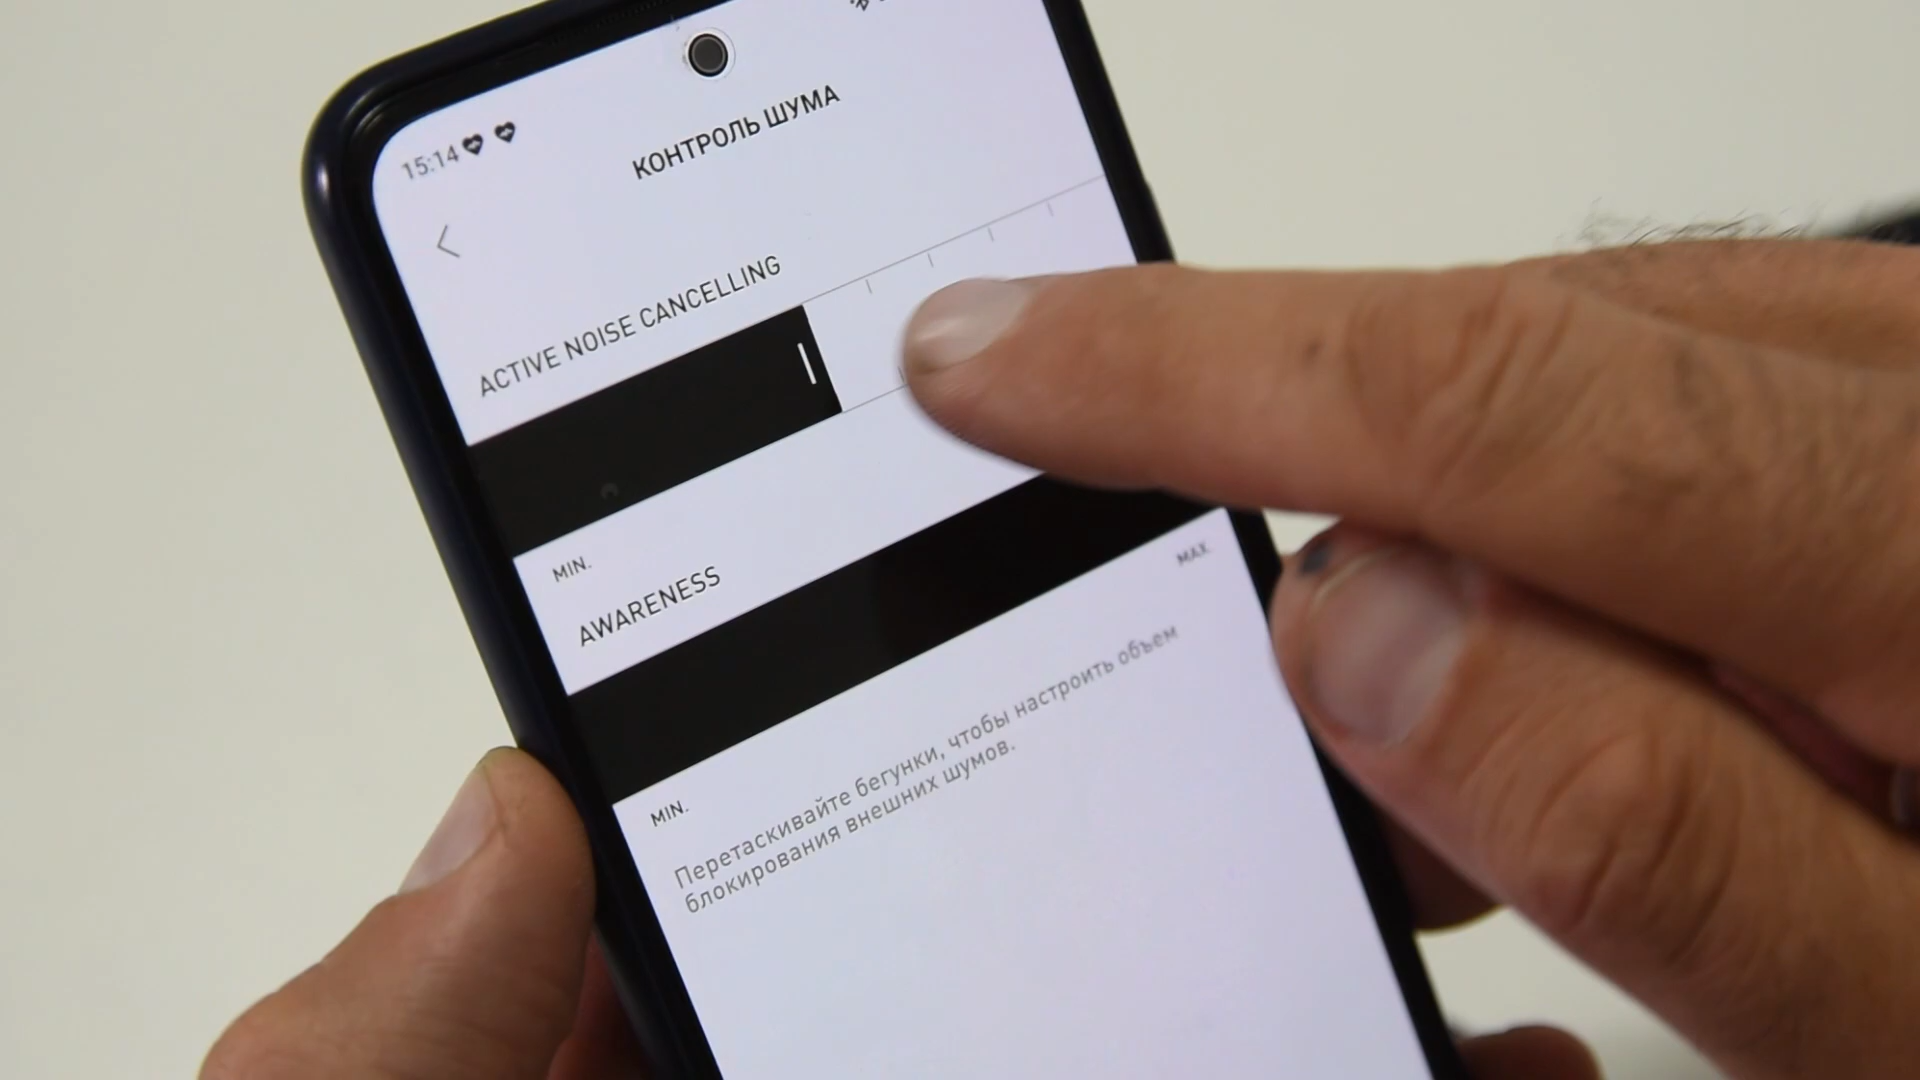 15:14
КОНТРОЛЬ ШУМА
ACTIVE NOISE CANCELLING
MIN.
AWARENESS
MAX.
MIN.
Перетаскивайте бегунки, чтобы настроить объем
блокирования внешних шумов.